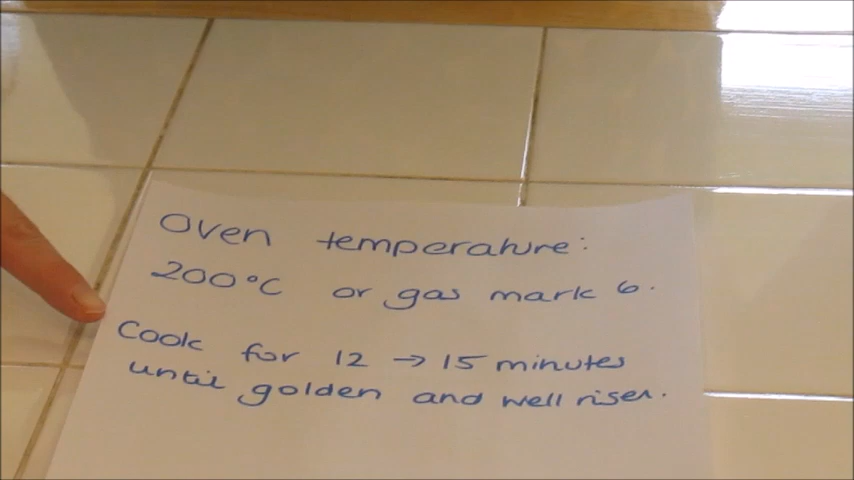 Oven temperature:
200°C or gas mark 6.
Cook for 12 → 15 minutes
until golden and well risen.